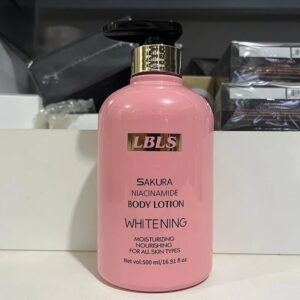 LBLS
SAKURA
NIACINAMIDE
BODY LOTION
WHITENING
MOISTURIZING
NOURISHING
FOR ALL SKIN TYPES
Net vol:500 ml/16.91 fl oz